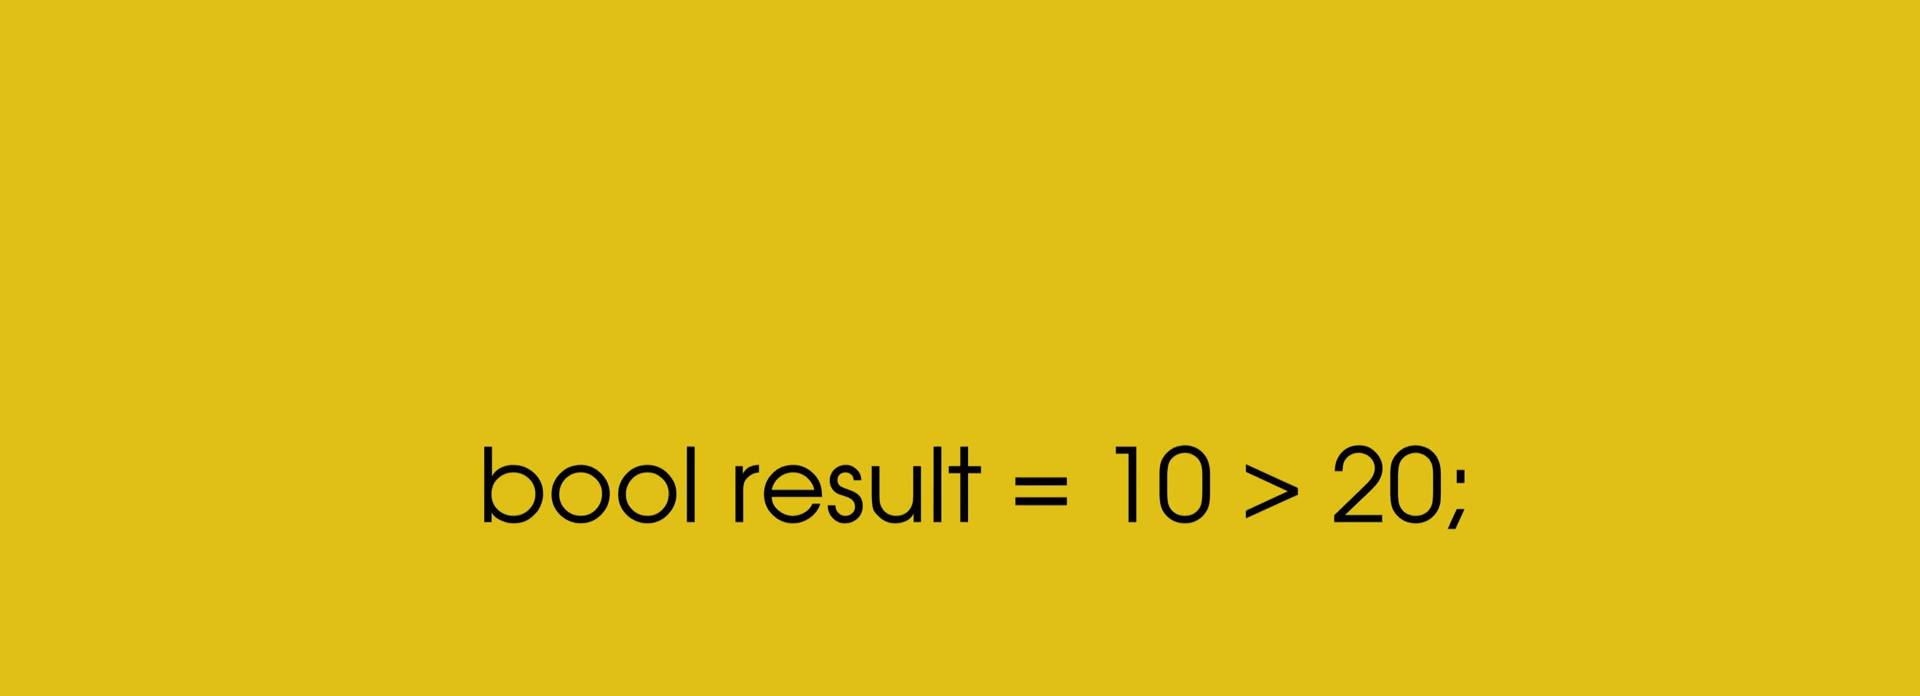 bool result = 10 > 20;